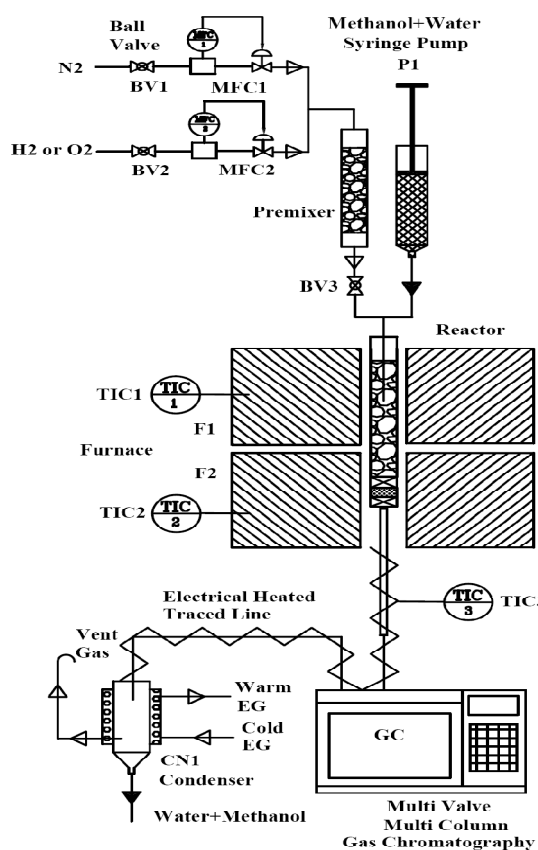 Ball
Valve
Methanol+Water
Syringe Pump
P1
MFC
1
N2
BV1
MFC1
MFC
2
H2 or O2
BV2
MFC2
Premixer
BV3
Reactor
TIC1
TIC
1
F1
Furnace
F2
TIC2
TIC
2
Electrical Heated
Traced Line
TIC
3
TIC.
Vent
Gas
Warm
EG
Cold
EG
GC
CN1
Condenser
Water+Methanol
Multi Valve
Multi Column
Gas Chromatography